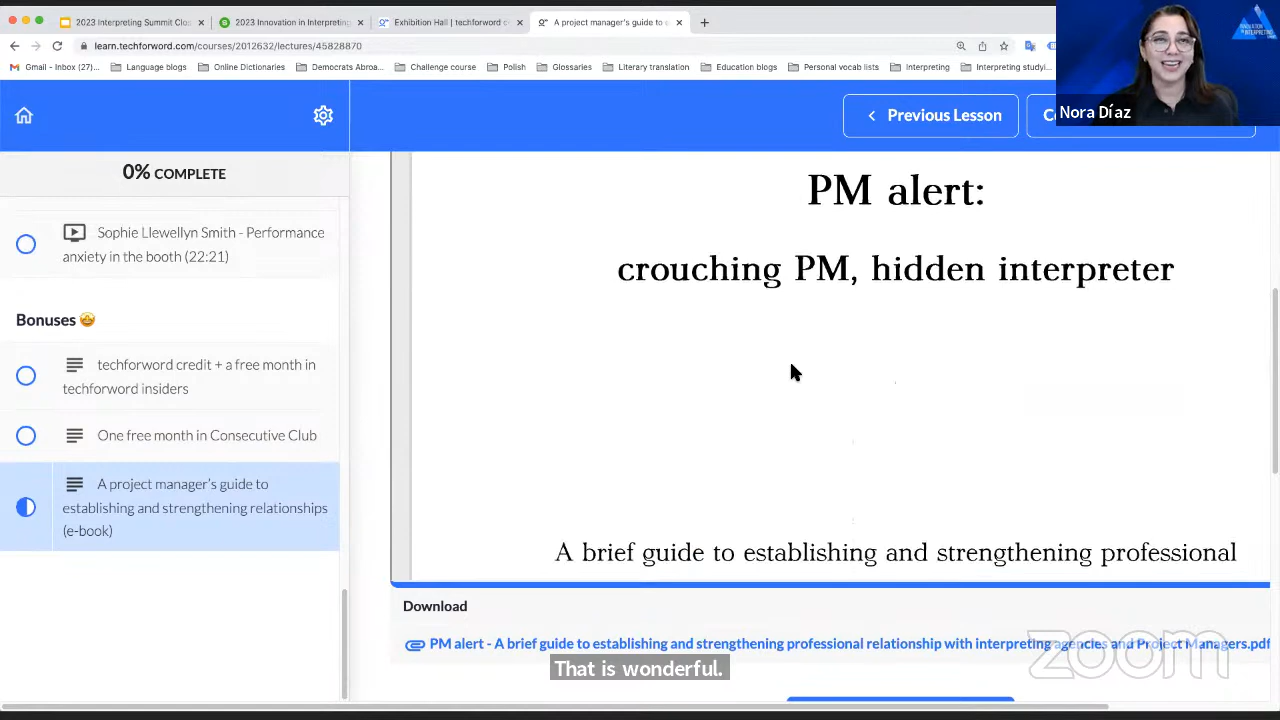 2023 Interpreting Summit Clo
2023 Innovation in Interpreting
Exhibition Hall | techforword c
A project manager's guide to e
learn.techforword.com/courses/2012632/lectures/45828870
Gmail - Inbox (27)...
Language blogs
Online Dictionaries
Democrats Abroa...
Challenge course
Polish
Glossaries
Literary translation
Education blogs
Personal vocab lists
Interpreting
Interpreting studyi
Nora Díaz
Previous Lesson
0% COMPLETE
Sophie Llewellyn Smith - Performance
anxiety in the booth (22:21)
Bonuses 🤩
techforword credit + a free month in
techforword insiders
One free month in Consecutive Club
A project manager's guide to
establishing and strengthening relationships
(e-book)
PM alert:
crouching PM, hidden interpreter
A brief guide to establishing and strengthening professional
Download
PM alert - A brief guide to establishing and strengthening professional relationship with interpreting agencies and Project Managers.pdf
That is wonderful.
zoom